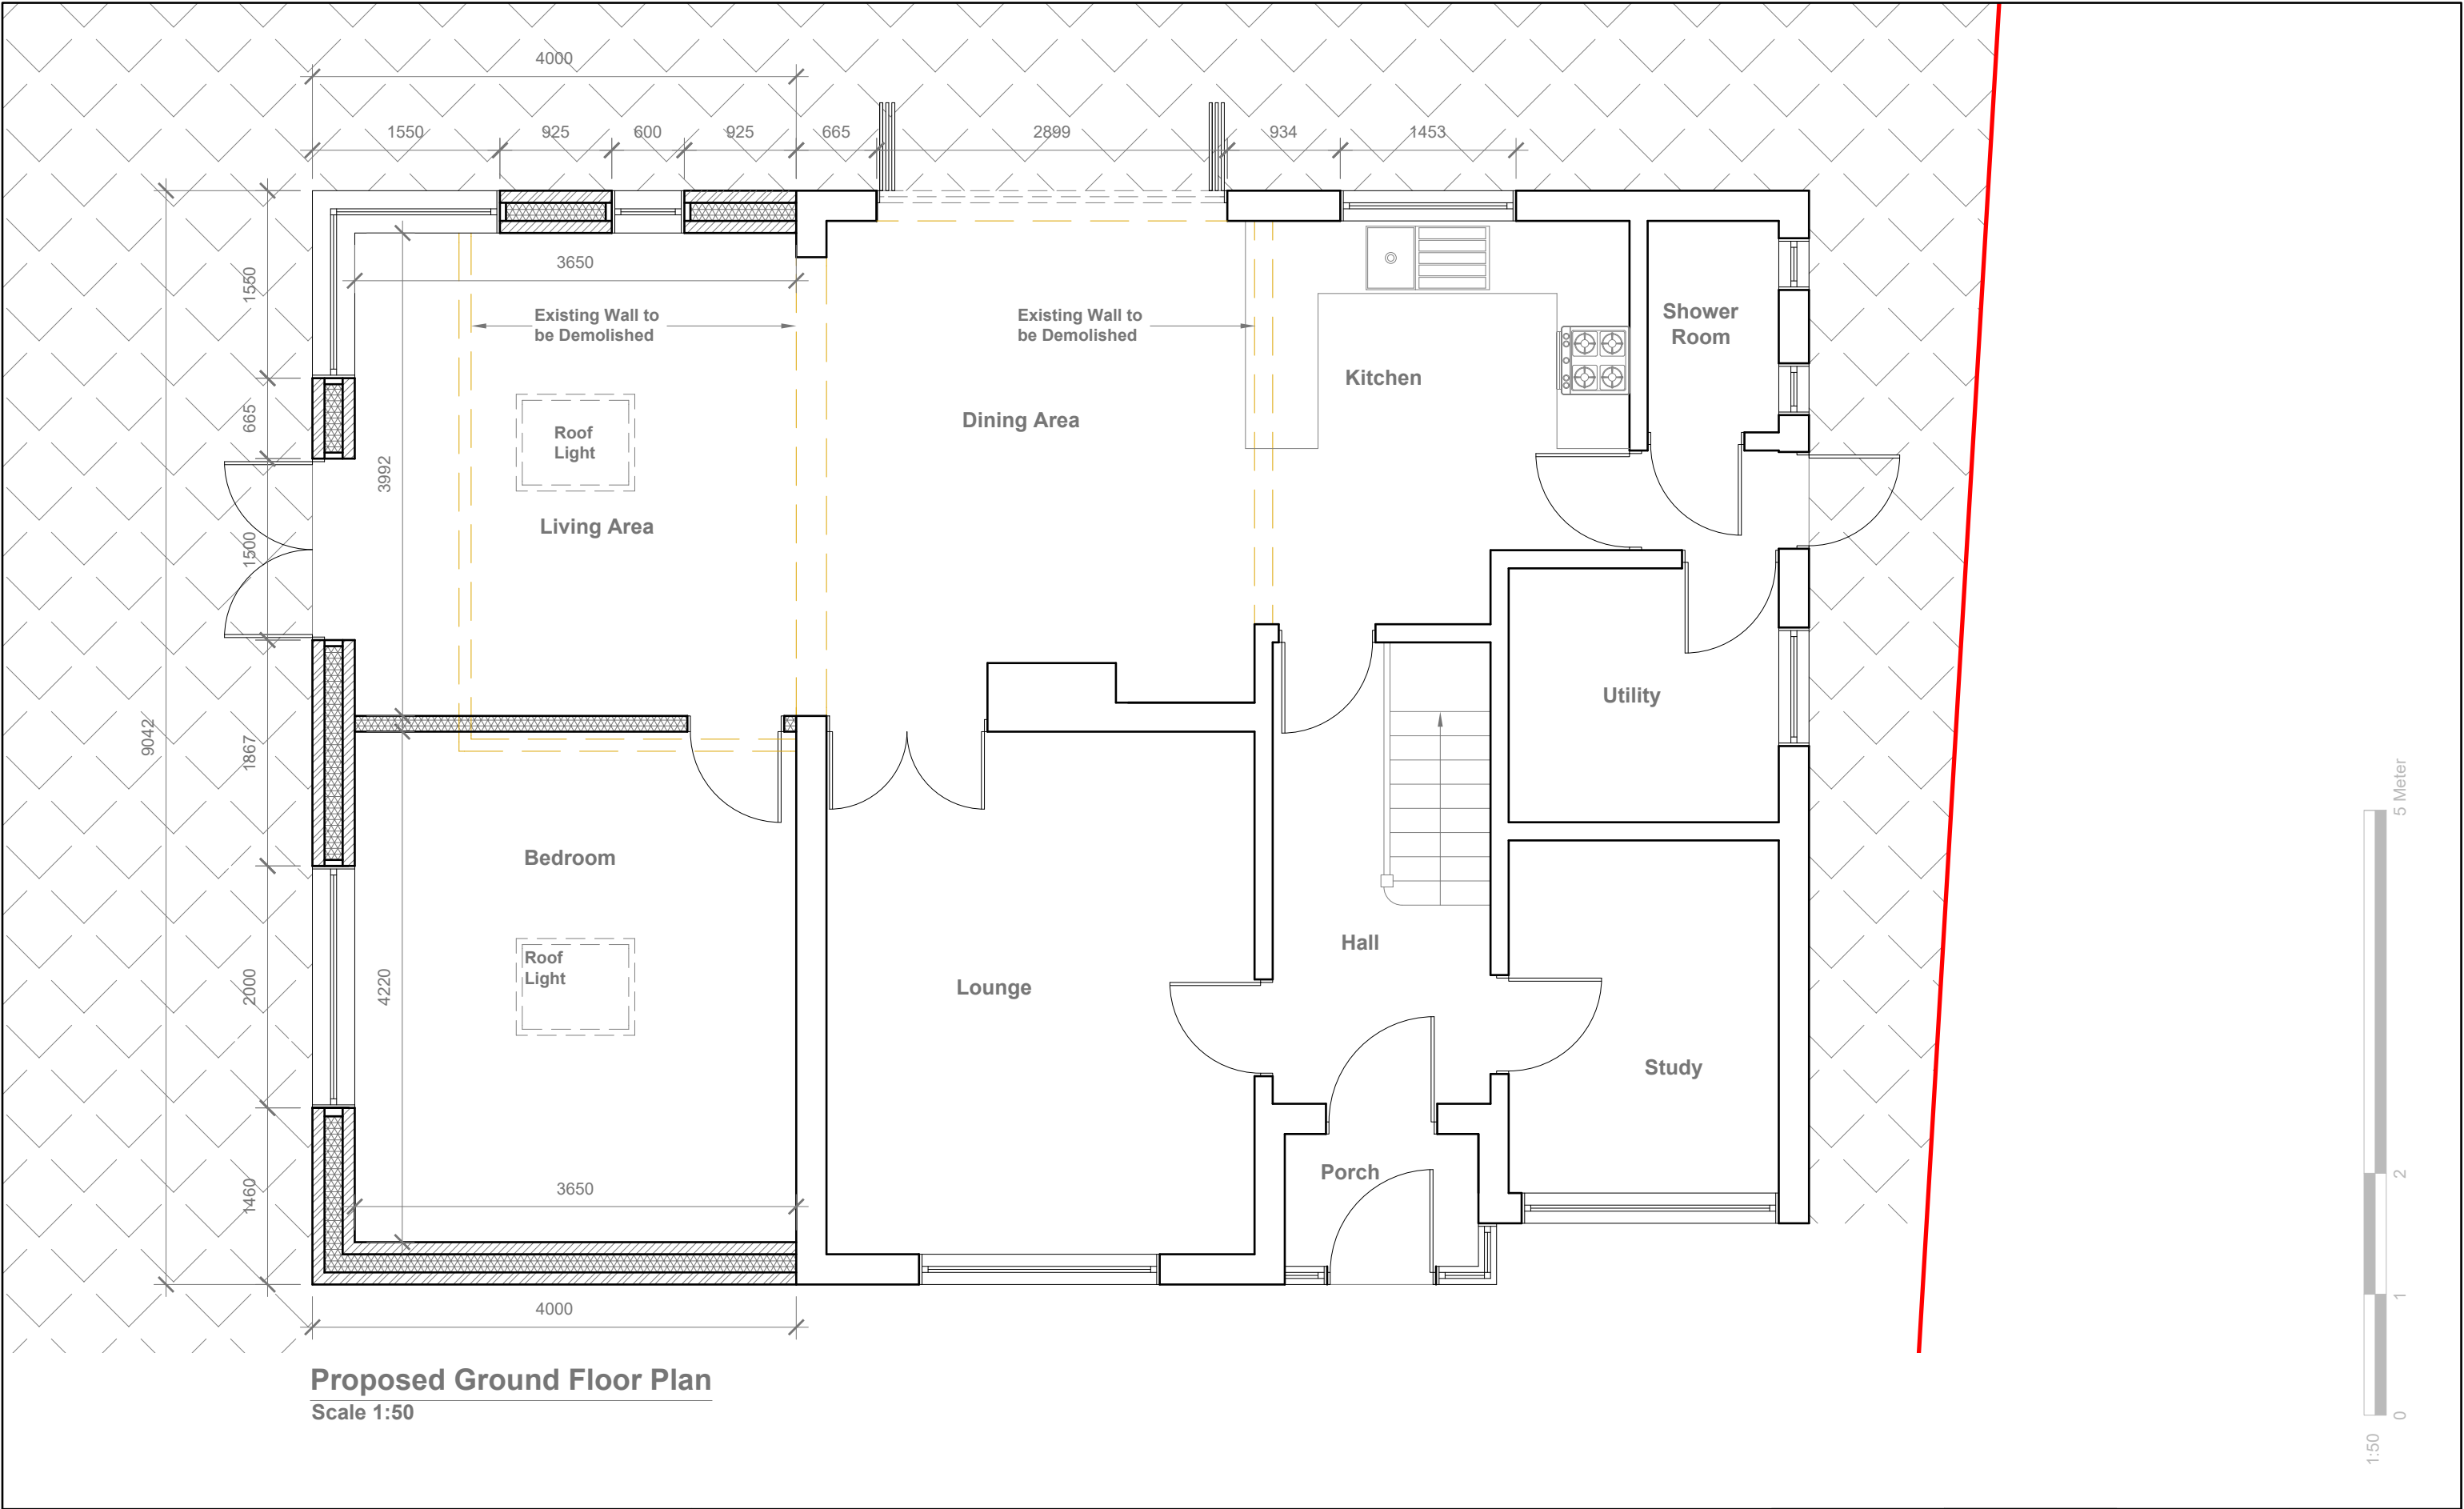 4000
1550
925
600
925
665
2899
934
1453
3650
1550
Existing Wall to
be Demolished
Existing Wall to
be Demolished
Shower
Room
Kitchen
665
Dining Area
Roof
Light
3992
Living Area
1500
Utility
9042
1867
5 Meter
Bedroom
Hall
Roof
Light
2000
4220
Lounge
Study
Porch
2
3650
1460
1
4000
Proposed Ground Floor Plan
Scale 1:50
0
1:50